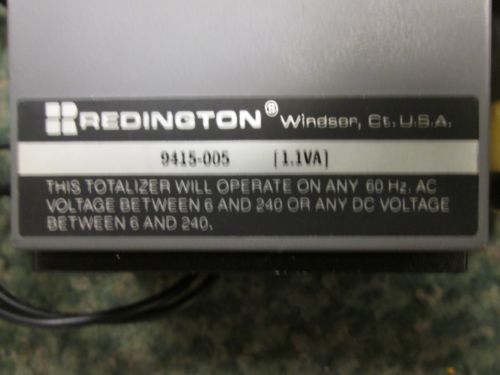 REDINGTON® Windsor, Ct. U.S.A.
9415-005 [1.1VA]
THIS TOTALIZER WILL OPERATE ON ANY 60 Hz. AC
VOLTAGE BETWEEN 6 AND 240 OR ANY DC VOLTAGE
BETWEEN 6 AND 240.